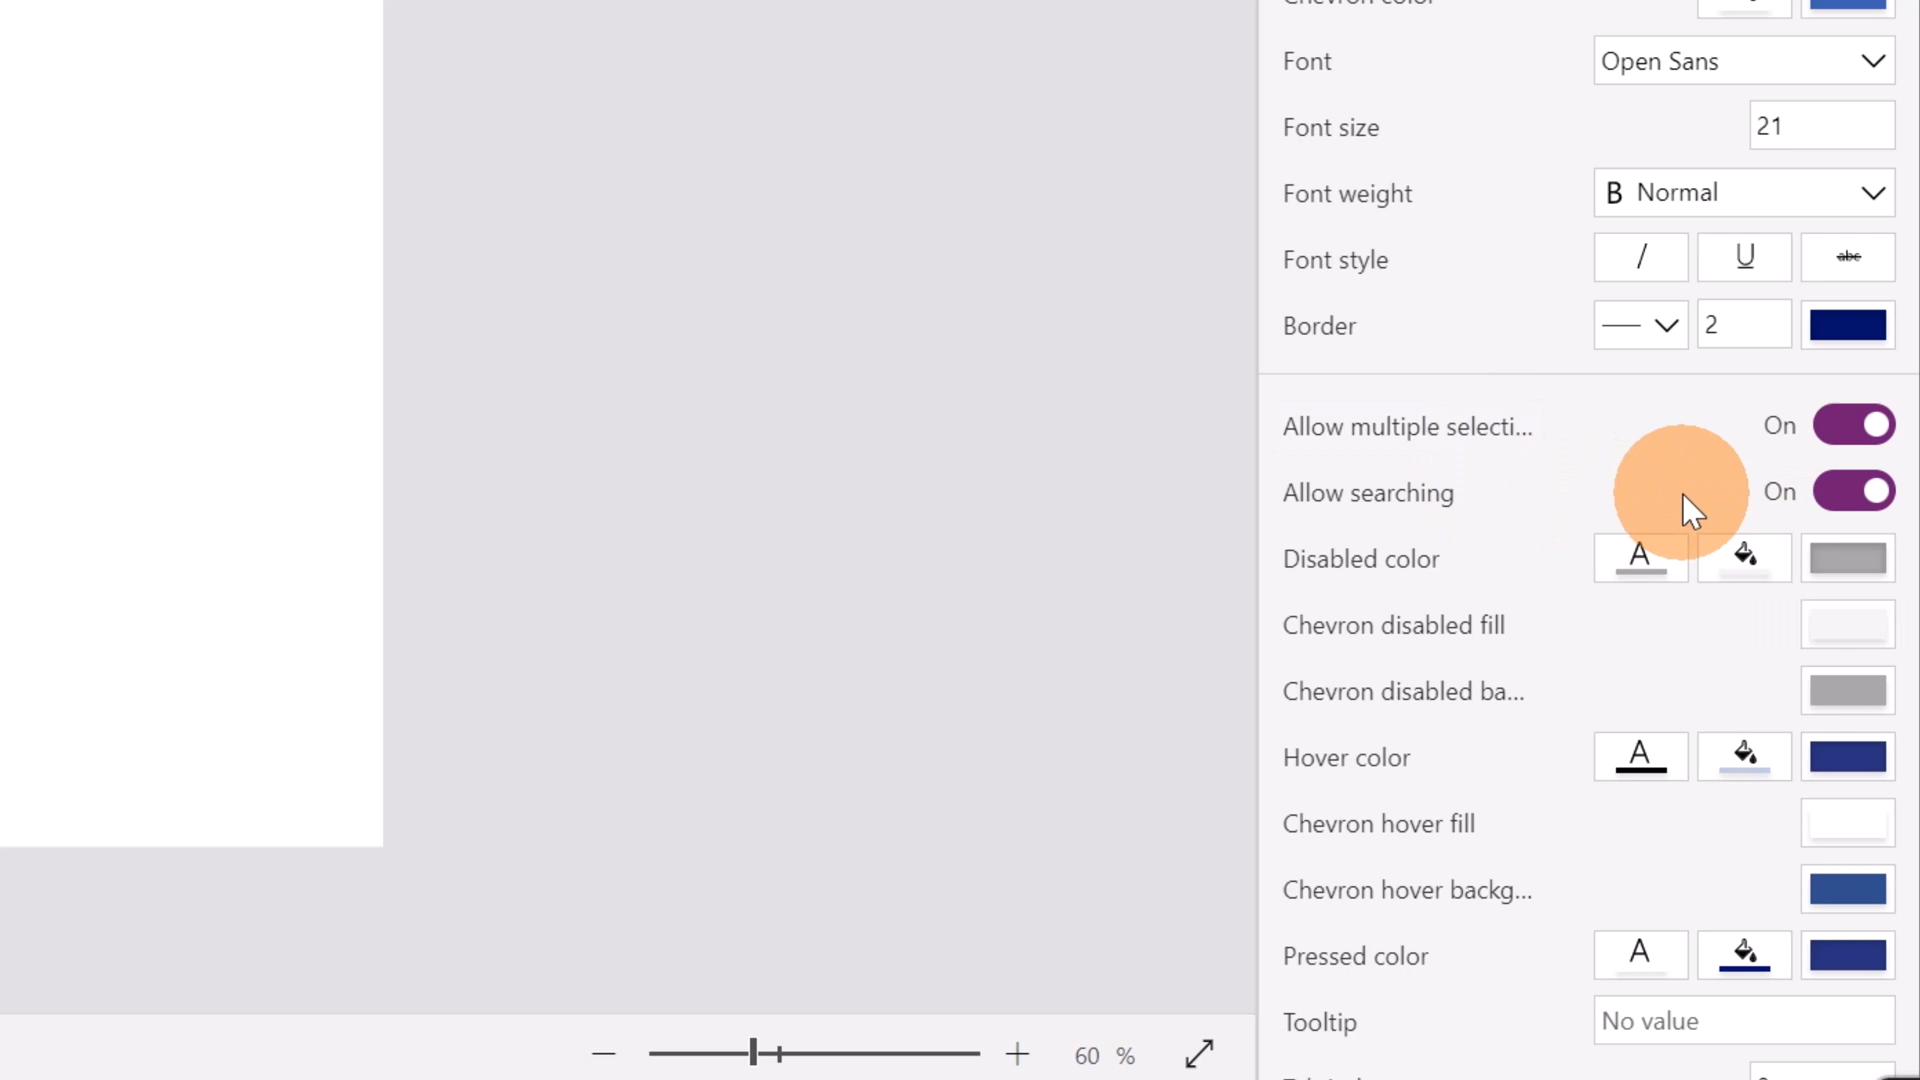 Chevron color
Font
Open Sans
Font size
21
Font weight
B Normal
Font style
/ U abc
Border
2
Allow multiple selecti...
On
Allow searching
On
Disabled color
A
Chevron disabled fill
Chevron disabled ba...
Hover color
A
Chevron hover fill
Chevron hover backg...
Pressed color
A
Tooltip
No value
60 %